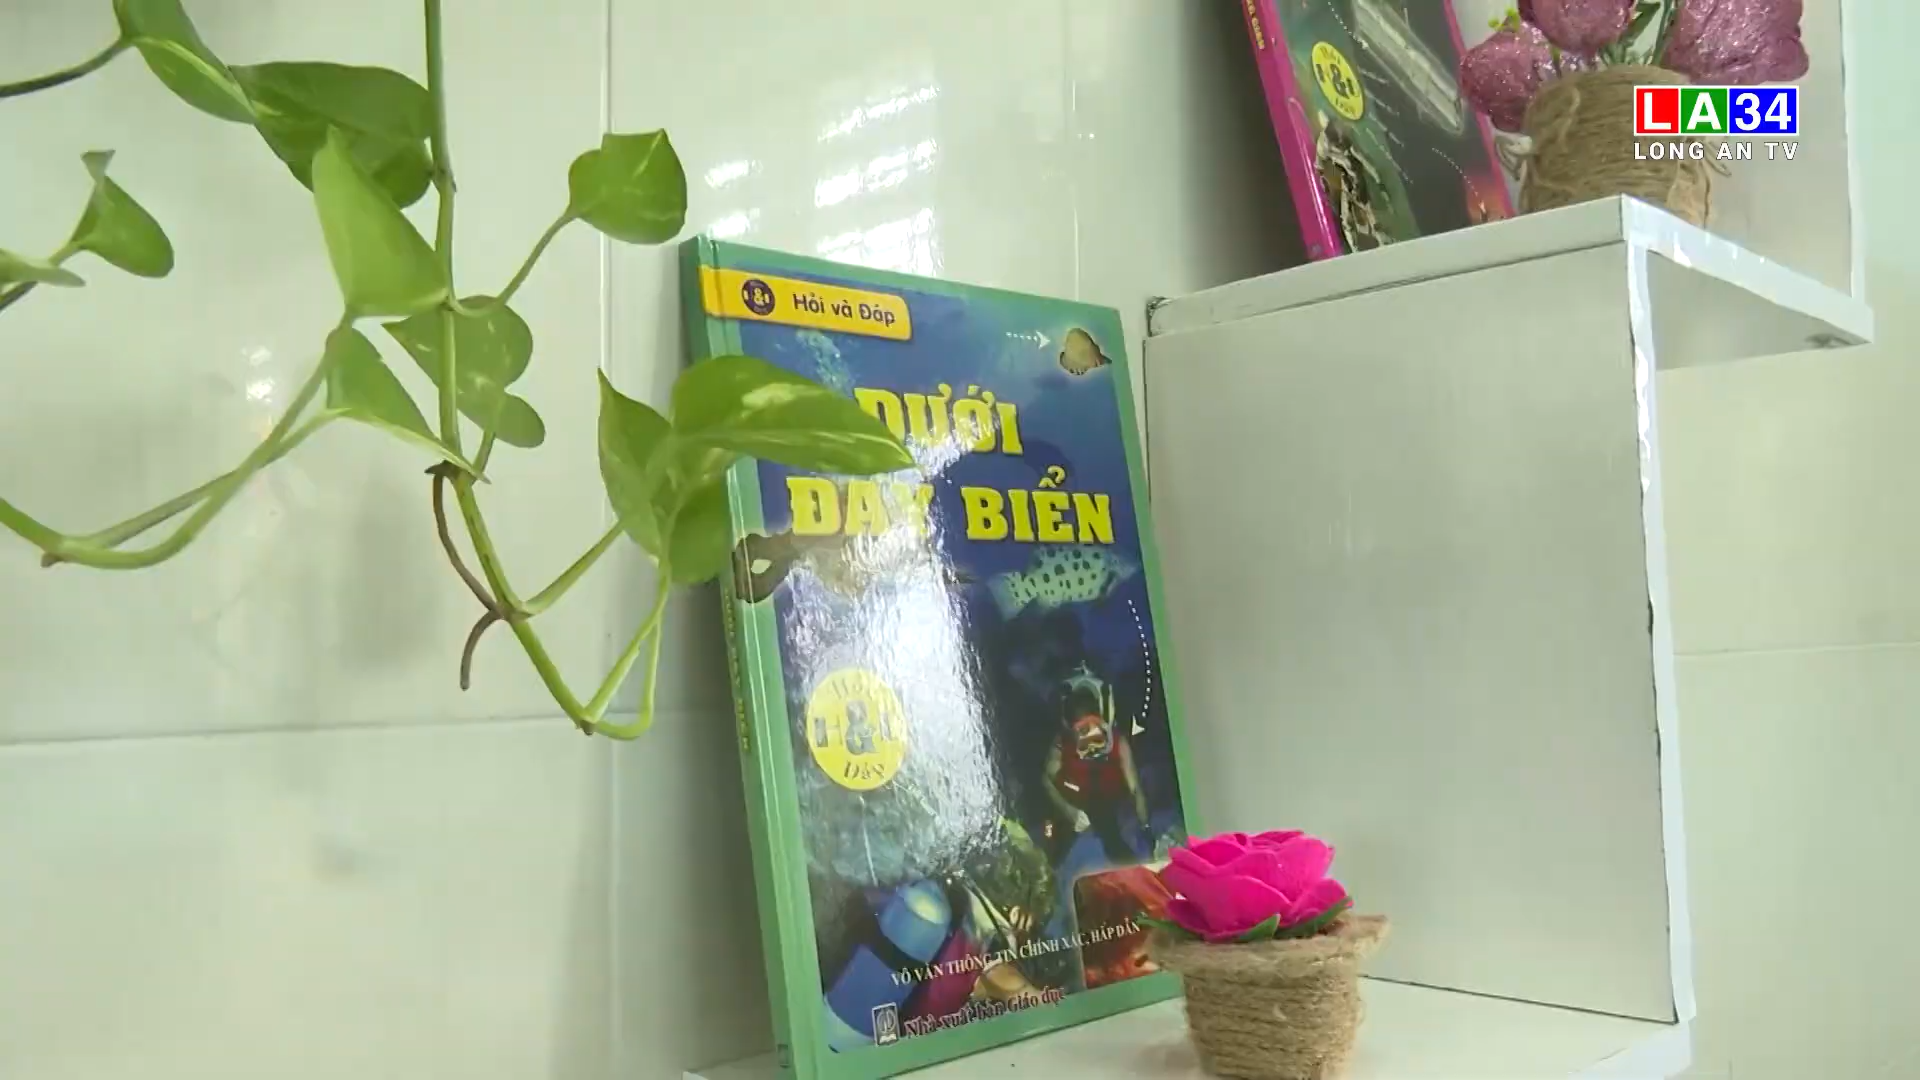 LA34
LONG AN TV
Hỏi và Đáp
DƯỚI
ĐÁY BIỂN
Hỏi
&
Đáp
VÔ VÀN THÔNG TIN CHÍNH XÁC, HẤP DẪN
Nhà xuất bản Giáo dục